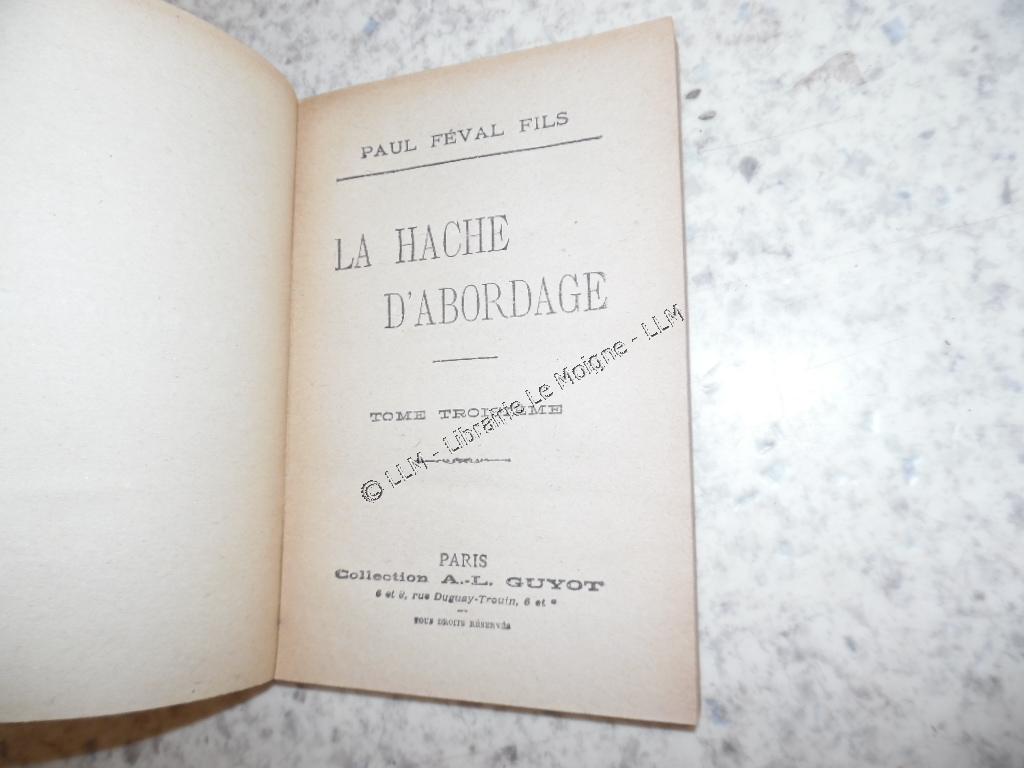 PAUL FÉVAL FILS
LA HACHE
D'ABORDAGE
TOME TROISIÈME
© LLM - Librairie Le Moigne - LLM
PARIS
Collection A.-L. GUYOT
6 et 8, rue Duguay-Trouin, 6 et
TOUS DROITS RÉSERVÉS